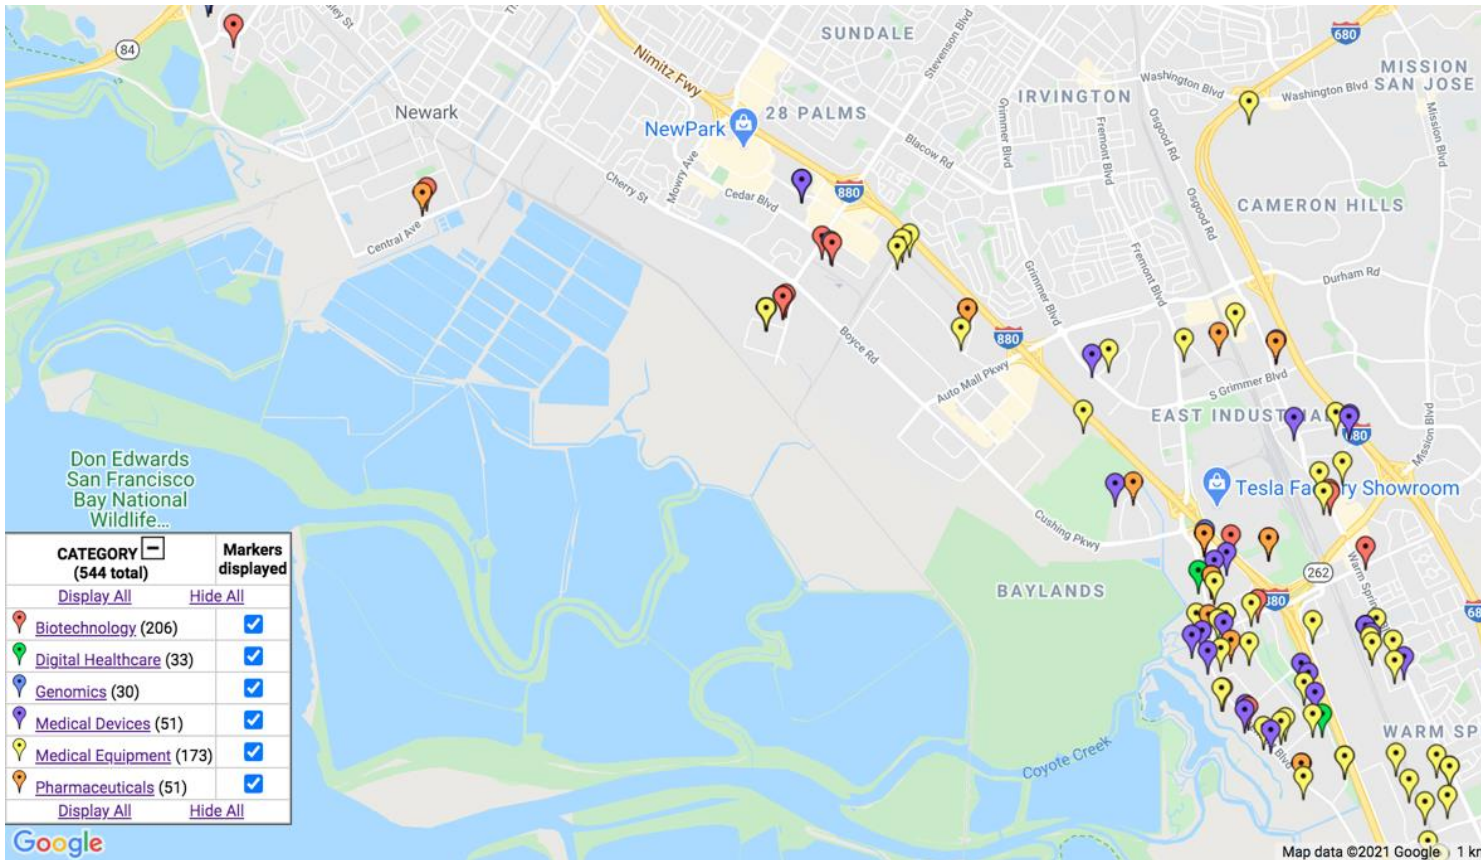 84
Newark
Central Ave
Cherry St
Mowry Ave
NewPark
28 PALMS
Cedar Blvd
Nimitz Fwy
SUNDALE
Stevenson Blvd
Blacow Rd
Grimmer Blvd
IRVINGTON
Fremont Blvd
Washington Blvd
Washington Blvd
Osgood Rd
Osgood Rd
680
MISSION
SAN JOSE
Mission Blvd
CAMERON HILLS
Durham Rd
880
Grimmer Blvd
Fremont Blvd
Boyce Rd
880
Auto Mall Pkwy
S Grimmer Blvd
EAST INDUSTRIAL
680
Mission Blvd
Tesla Factory Showroom
Cushing Pkwy
262
BAYLANDS
880
Coyote Creek
WARM SP
Don Edwards
San Francisco
Bay National
Wildlife...
CATEGORY −
(544 total)
Markers
displayed
Display All Hide All
Biotechnology (206)
Digital Healthcare (33)
Genomics (30)
Medical Devices (51)
Medical Equipment (173)
Pharmaceuticals (51)
Display All Hide All
Google
Map data ©2021 Google